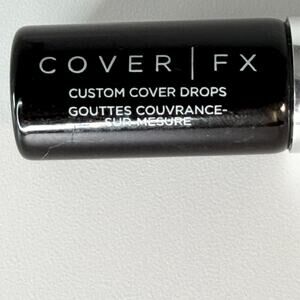 COVER | FX
CUSTOM COVER DROPS
GOUTTES COUVRANCE-
SUR-MESURE